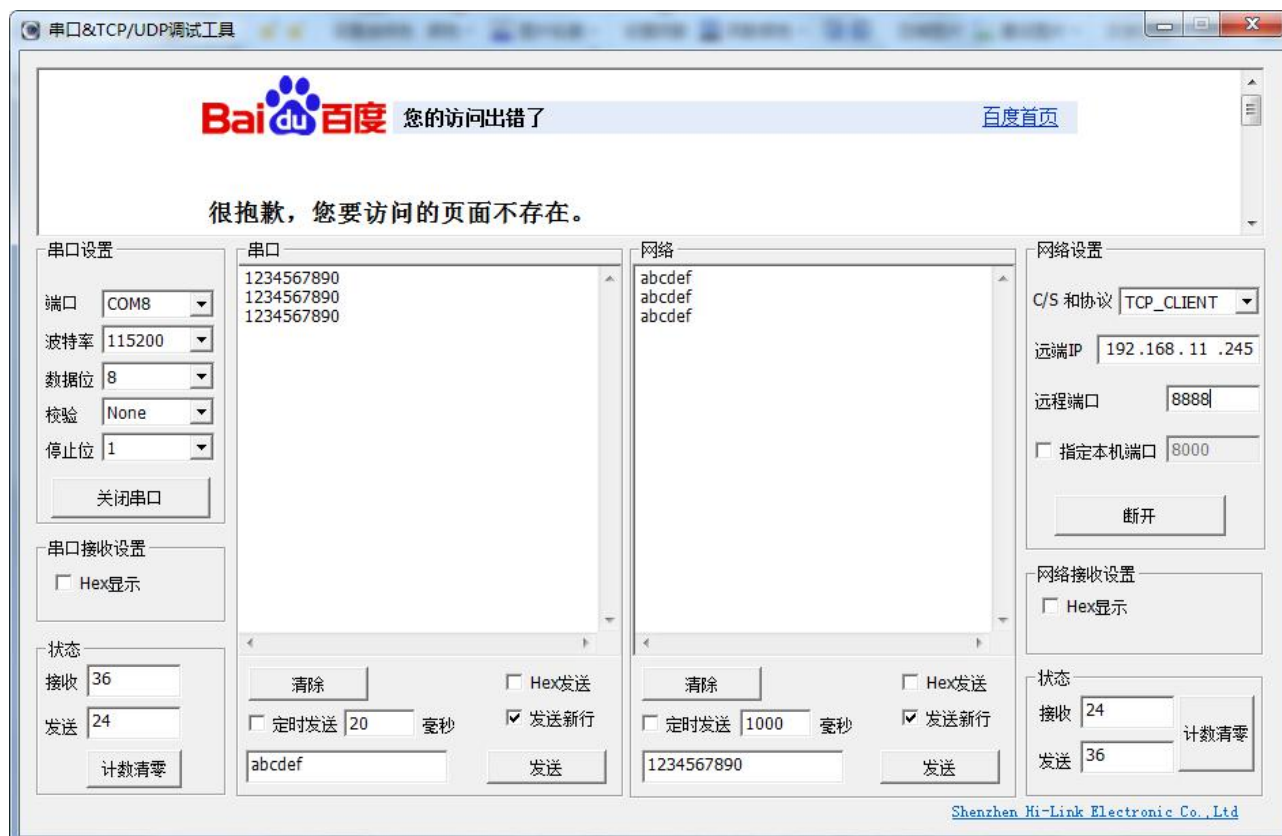 串口&TCP/UDP调试工具
Baidu百度 您的访问出错了 百度首页
很抱歉，您要访问的页面不存在。
串口设置
端口 COM8
波特率 115200
数据位 8
校验 None
停止位 1
关闭串口
串口接收设置
Hex显示
状态
接收 36
发送 24
计数清零
串口
1234567890
1234567890
1234567890
清除
Hex发送
定时发送 20 毫秒
发送新行
abcdef
发送
网络
abcdef
abcdef
abcdef
清除
Hex发送
定时发送 1000 毫秒
发送新行
1234567890
发送
网络设置
C/S 和协议 TCP_CLIENT
远端IP 192.168.11.245
远程端口 8888
指定本机端口 8000
断开
网络接收设置
Hex显示
状态
接收 24
发送 36
计数清零
Shenzhen Hi-Link Electronic Co.,Ltd